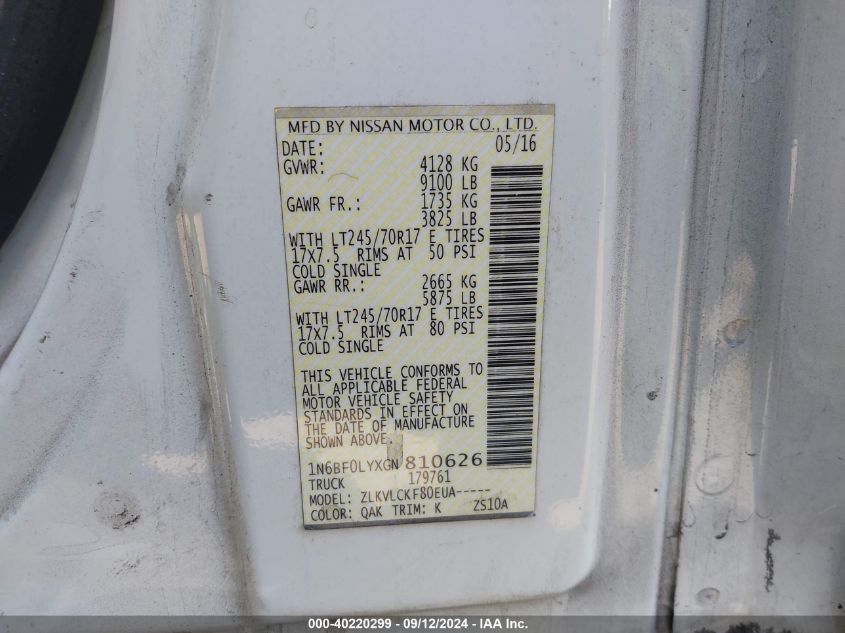 MFD BY NISSAN MOTOR CO., LTD.
DATE: 05/16
GVWR: 4128 KG
9100 LB
GAWR FR.: 1735 KG
3825 LB
WITH LT245/70R17 E TIRES
17X7.5 RIMS AT 50 PSI
COLD SINGLE
GAWR RR.: 2665 KG
5875 LB
WITH LT245/70R17 E TIRES
17X7.5 RIMS AT 80 PSI
COLD SINGLE
THIS VEHICLE CONFORMS TO
ALL APPLICABLE FEDERAL
MOTOR VEHICLE SAFETY
STANDARDS IN EFFECT ON
THE DATE OF MANUFACTURE
SHOWN ABOVE.
1N6BF0LYXGN810626
TRUCK 179761
MODEL: ZLKVLCKF80EUA-----
COLOR: QAK TRIM: K ZS10A
000-40220299 - 09/12/2024 - IAA Inc.